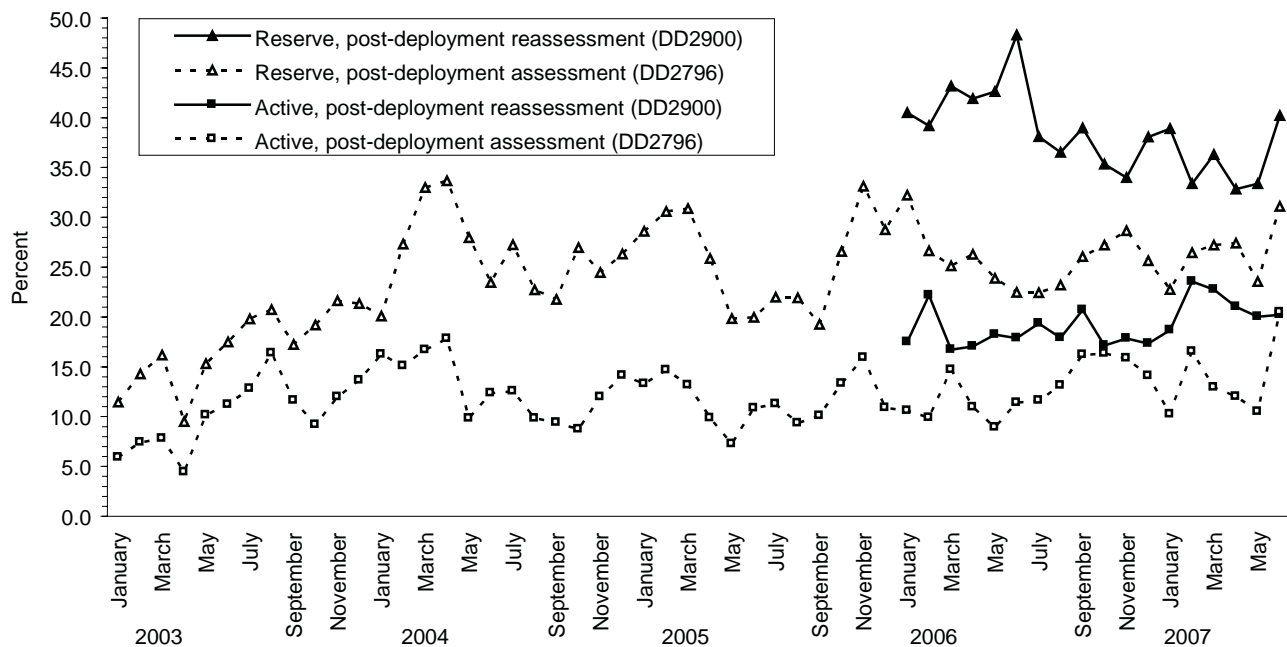 50.0
45.0
40.0
35.0
30.0
25.0
20.0
15.0
10.0
5.0
0.0
Percent
Reserve, post-deployment reassessment (DD2900)
Reserve, post-deployment assessment (DD2796)
Active, post-deployment reassessment (DD2900)
Active, post-deployment assessment (DD2796)
January
March
May
July
September
November
January
March
May
July
September
November
January
March
May
July
September
November
January
March
May
July
September
November
January
March
May
2003
2004
2005
2006
2007